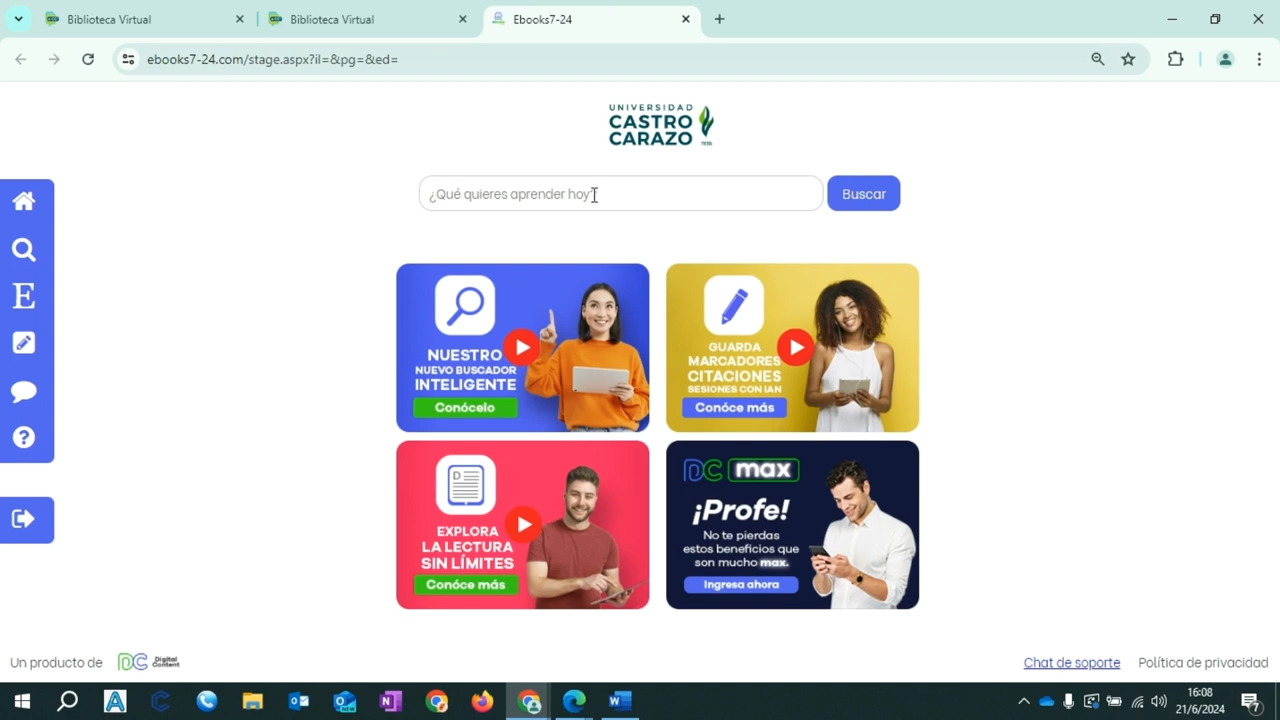 Biblioteca Virtual
Biblioteca Virtual
Ebooks7-24
ebooks7-24.com/stage.aspx?il=&pg=&ed=
UNIVERSIDAD
CASTRO
CARAZO
¿Qué quieres aprender hoy?
Buscar
E
NUESTRO
NUEVO BUSCADOR
INTELIGENTE
Conócelo
GUARDA
MARCADORES
CITACIONES
SESIONES CON IAN
Conóce más
D
EXPLORA
LA LECTURA
SIN LÍMITES
Conóce más
DC max
¡Profe!
No te pierdas
estos beneficios que
son mucho max.
Ingresa ahora
Un producto de DC Digital
Content
Chat de soporte Política de privacidad
16:08
21/6/2024
7